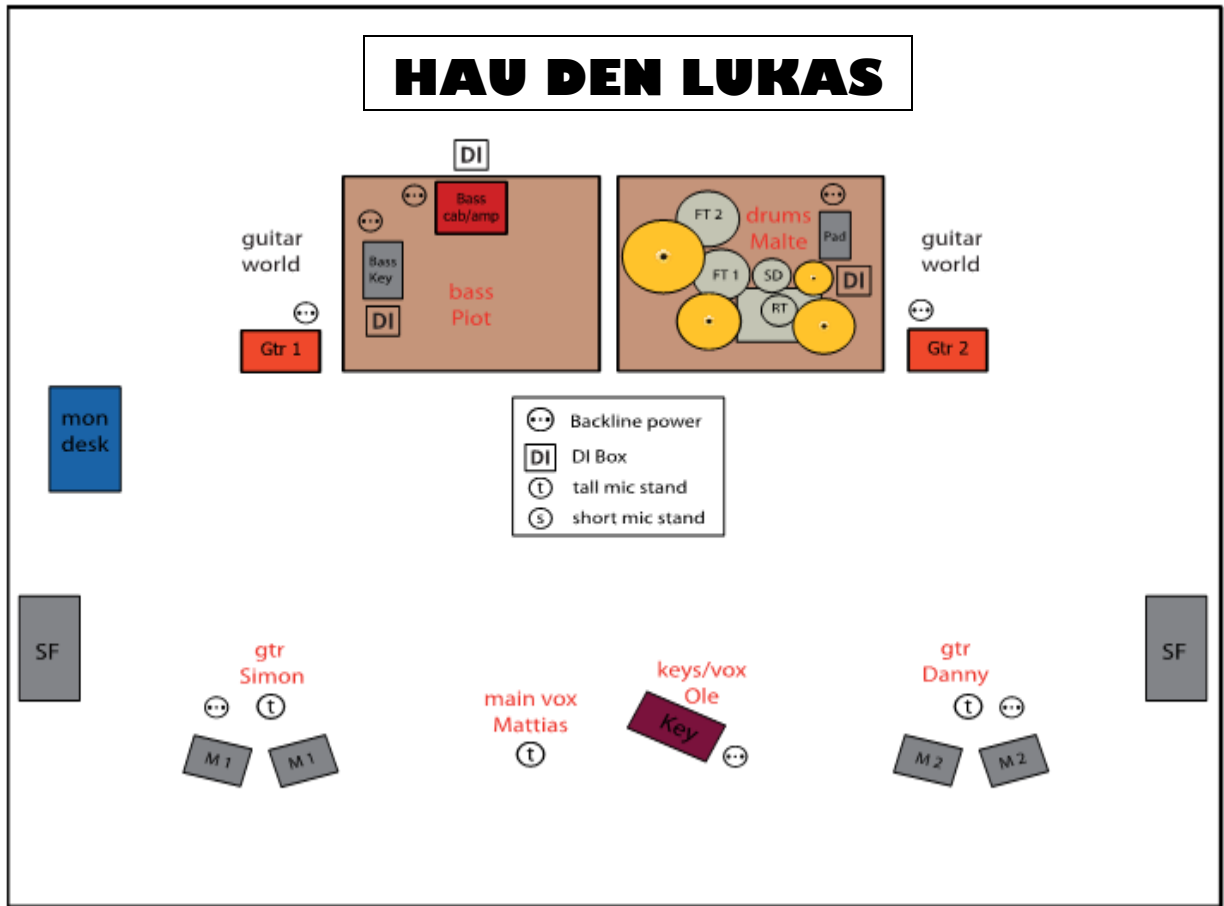 HAU DEN LUKAS
DI
Bass
cab/amp
Bass
Key
DI
bass
Piot
FT 2
drums
Malte
Pad
FT 1
SD
DI
RT
guitar
world
Gtr 1
guitar
world
Gtr 2
mon
desk
Backline power
DI DI Box
t tall mic stand
s short mic stand
SF
SF
gtr
Simon
t
M 1
M 1
main vox
Mattias
t
keys/vox
Ole
Key
gtr
Danny
t
M 2
M 2